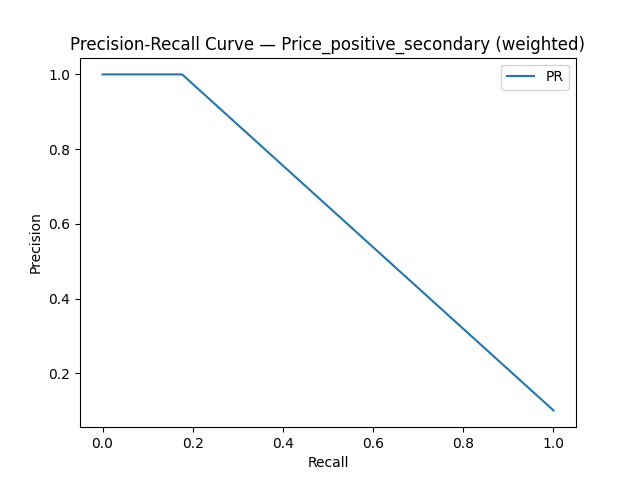 Precision-Recall Curve — Price_positive_secondary (weighted)
PR
1.0
0.8
0.6
0.4
0.2
Precision
0.0 0.2 0.4 0.6 0.8 1.0
Recall